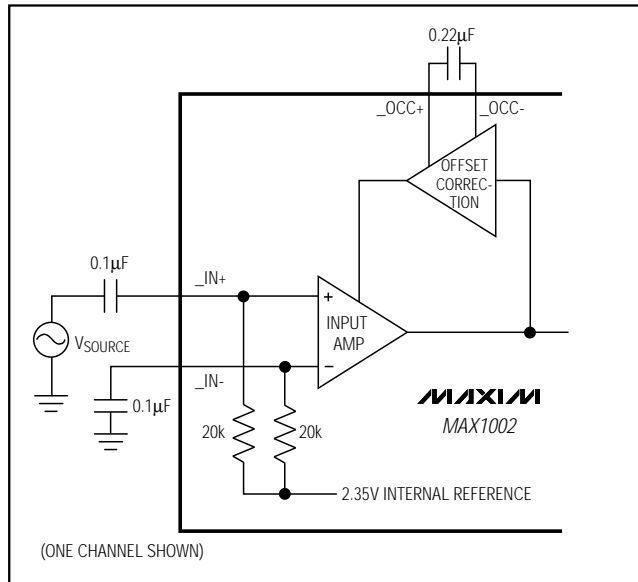 0.22µF
_OCC+
_OCC-
OFFSET
CORREC-
TION
0.1µF
_IN+
+
INPUT
AMP
VSOURCE
_IN-
−
0.1µF
20k
20k
MAXIM
MAX1002
2.35V INTERNAL REFERENCE
(ONE CHANNEL SHOWN)